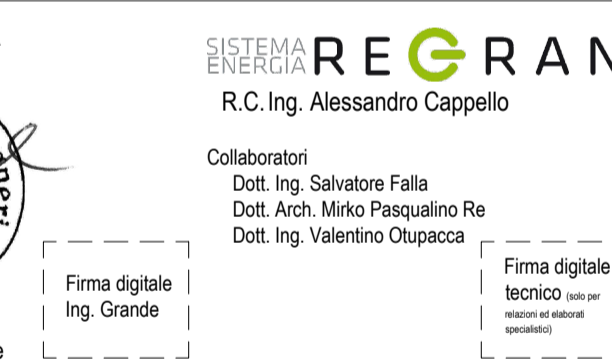 SISTEMA
ENERGIA
REGRAN
R.C. Ing. Alessandro Cappello
Collaboratori
Dott. Ing. Salvatore Falla
Dott. Arch. Mirko Pasqualino Re
Dott. Ing. Valentino Otupacca
Firma digitale
Ing. Grande
Firma digitale
tecnico (solo per
relazioni ed elaborati
specialistici)